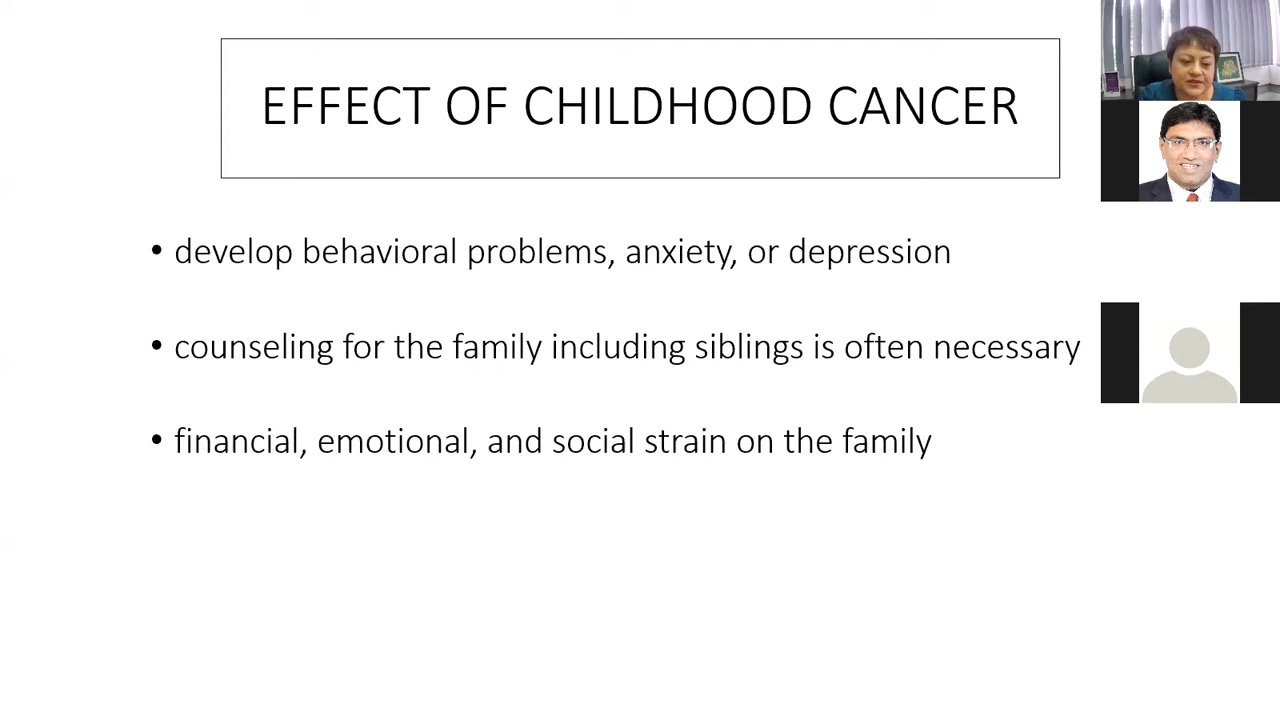 EFFECT OF CHILDHOOD CANCER
• develop behavioral problems, anxiety, or depression
• counseling for the family including siblings is often necessary
• financial, emotional, and social strain on the family